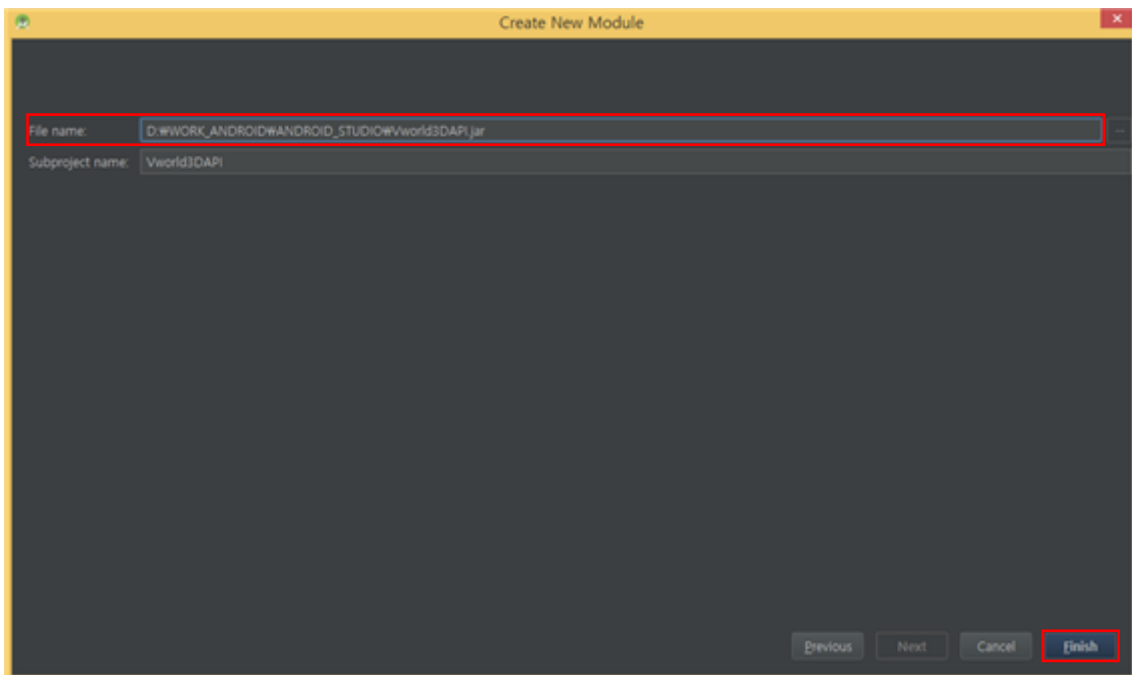 Create New Module
File name: D:₩WORK_ANDROID₩ANDROID_STUDIO₩Vworld3DAPI.jar
...
Subproject name: Vworld3DAPI
Previous Next Cancel Finish